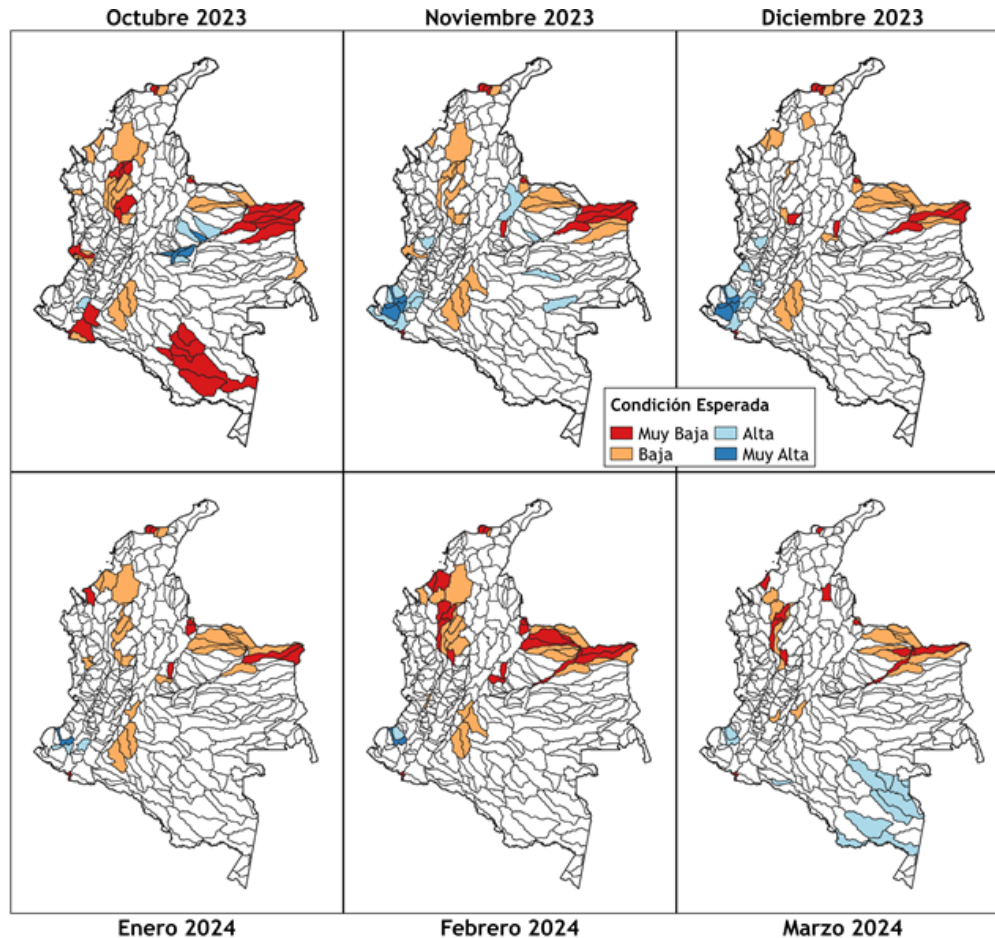 Octubre 2023
Noviembre 2023
Diciembre 2023
Condición Esperada
Muy Baja
Alta
Baja
Muy Alta
Enero 2024
Febrero 2024
Marzo 2024